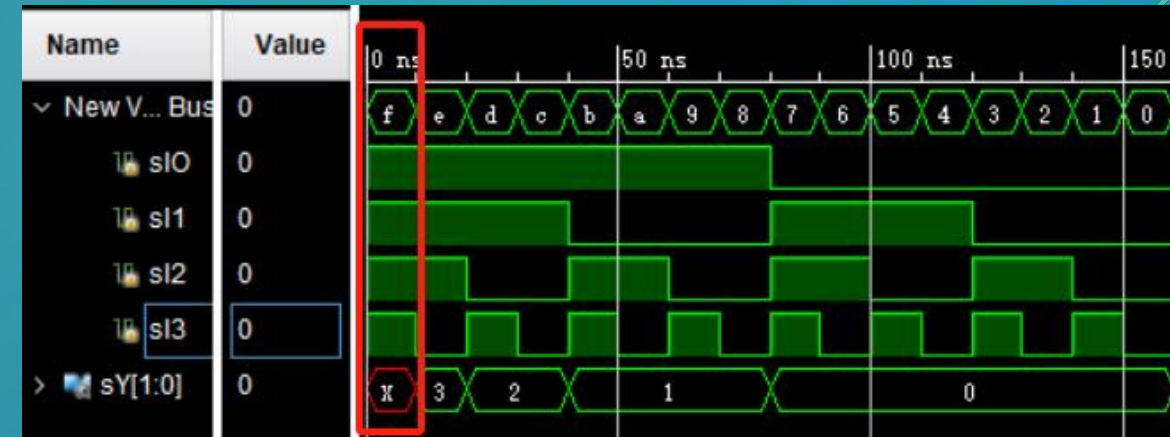 Name Value 0 ns 50 ns 100 ns 150
New V... Bus 0 f e d c b a 9 8 7 6 5 4 3 2 1 0
sI0 0
sI1 0
sI2 0
sI3 0
sY[1:0] 0 X 3 2 1 0